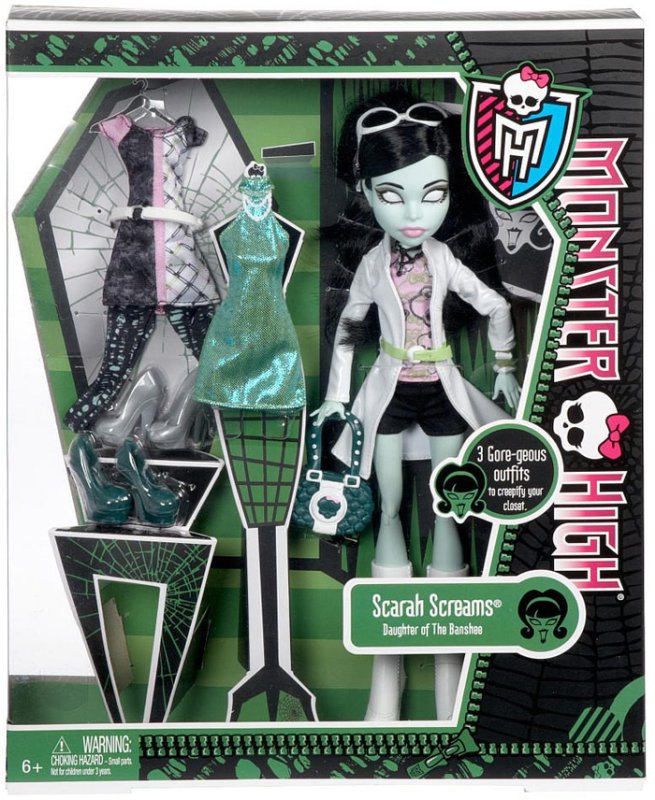 MONSTER HIGH®
3 Gore-geous
outfits
to creepify your
closet.
Scarah Screams®
Daughter of The Banshee
6+
WARNING:
CHOKING HAZARD - Small parts.
Not for children under 3 years.